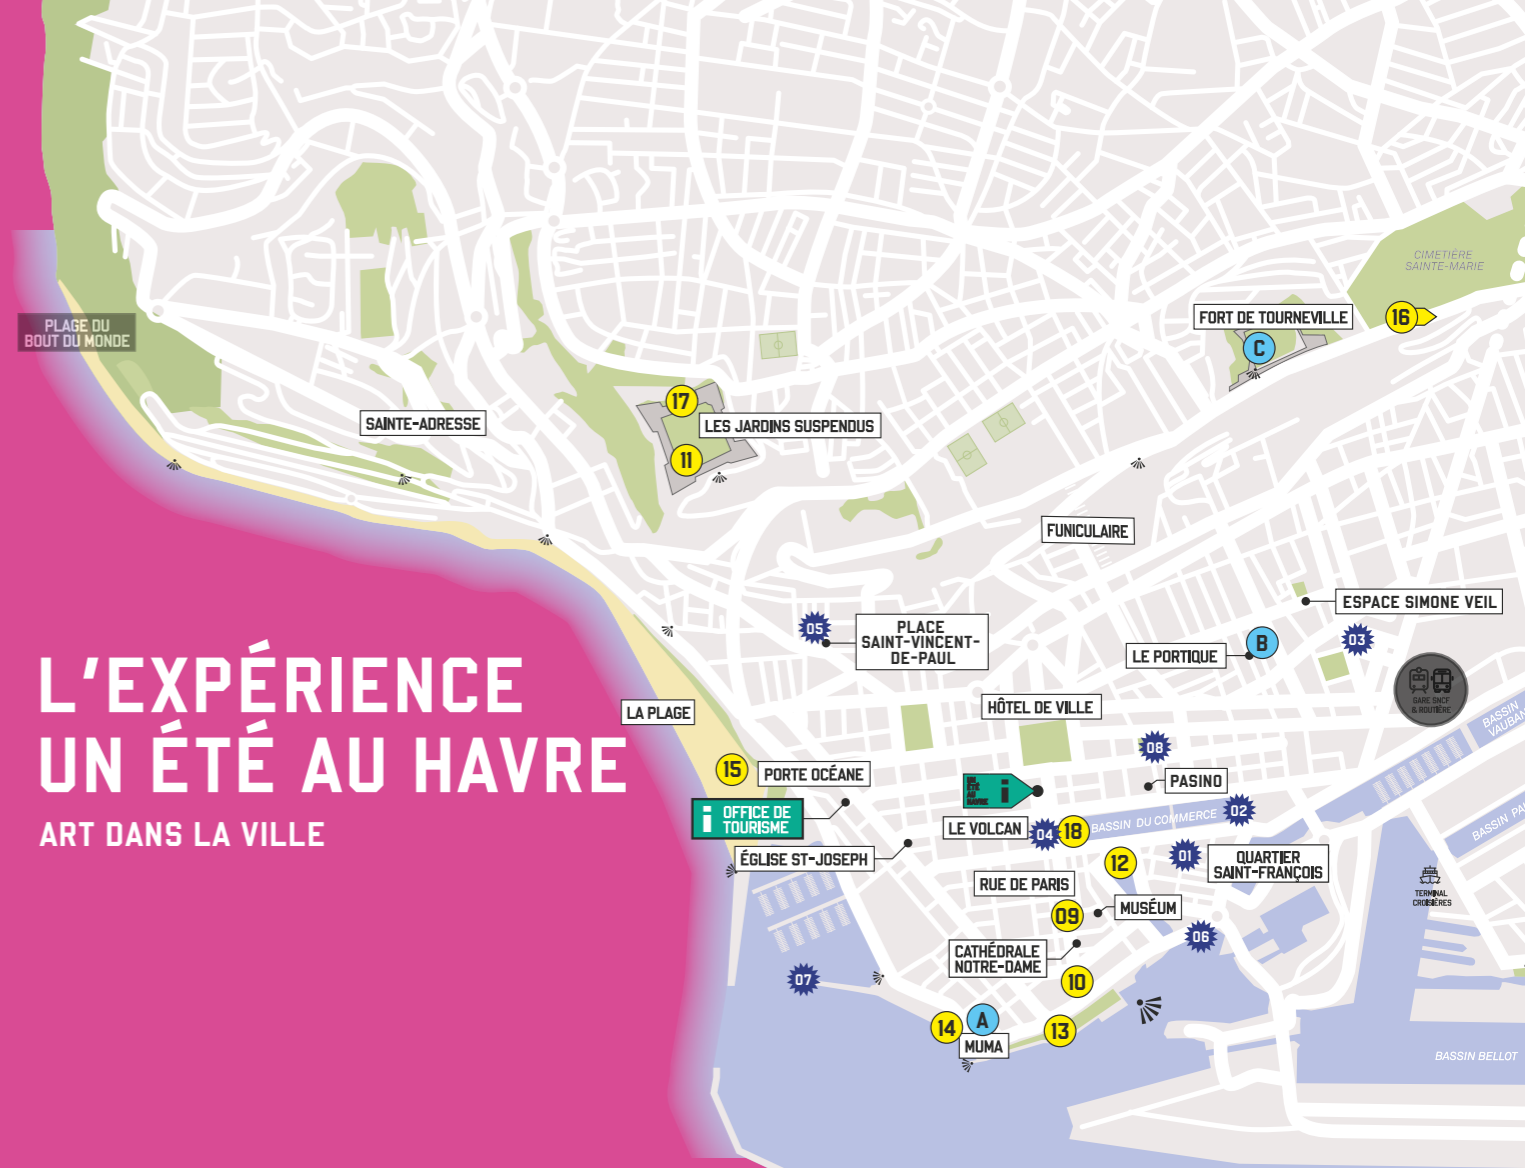 CIMETIÈRE
SAINTE-MARIE
FORT DE TOURNEVILLE
16
C
PLAGE DU
BOUT DU MONDE
17
SAINTE-ADRESSE
LES JARDINS SUSPENDUS
11
FUNICULAIRE
ESPACE SIMONE VEIL
05
PLACE
SAINT-VINCENT-
DE-PAUL
LE PORTIQUE
B
03
GARE SNCF
& ROUTIÈRE
L'EXPÉRIENCE
UN ÉTÉ AU HAVRE
ART DANS LA VILLE
LA PLAGE
HÔTEL DE VILLE
BASSIN
VAUBAN
08
15
PORTE OCÉANE
PASINO
UN
ÉTÉ
AU
HAVRE
i
i OFFICE DE
TOURISME
LE VOLCAN
04
18
BASSIN DU COMMERCE
02
BASSIN PA
ÉGLISE ST-JOSEPH
12
01
QUARTIER
SAINT-FRANÇOIS
RUE DE PARIS
TERMINAL
CROISIÈRES
09
MUSÉUM
06
CATHÉDRALE
NOTRE-DAME
07
10
14
A
13
MUMA
BASSIN BELLOT